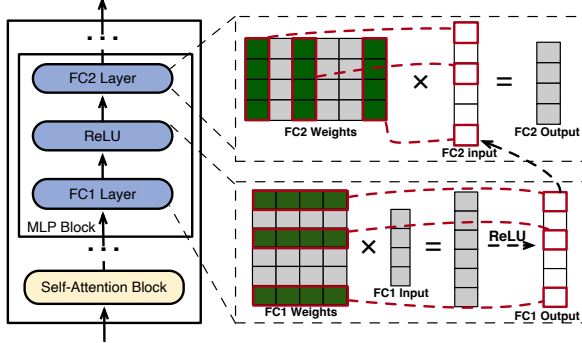 ...
FC2 Layer
ReLU
FC1 Layer
MLP Block
...
Self-Attention Block
×
=
FC2 Weights
FC2 input
FC2 Output
×
=
ReLU
FC1 Weights
FC1 Input
FC1 Output